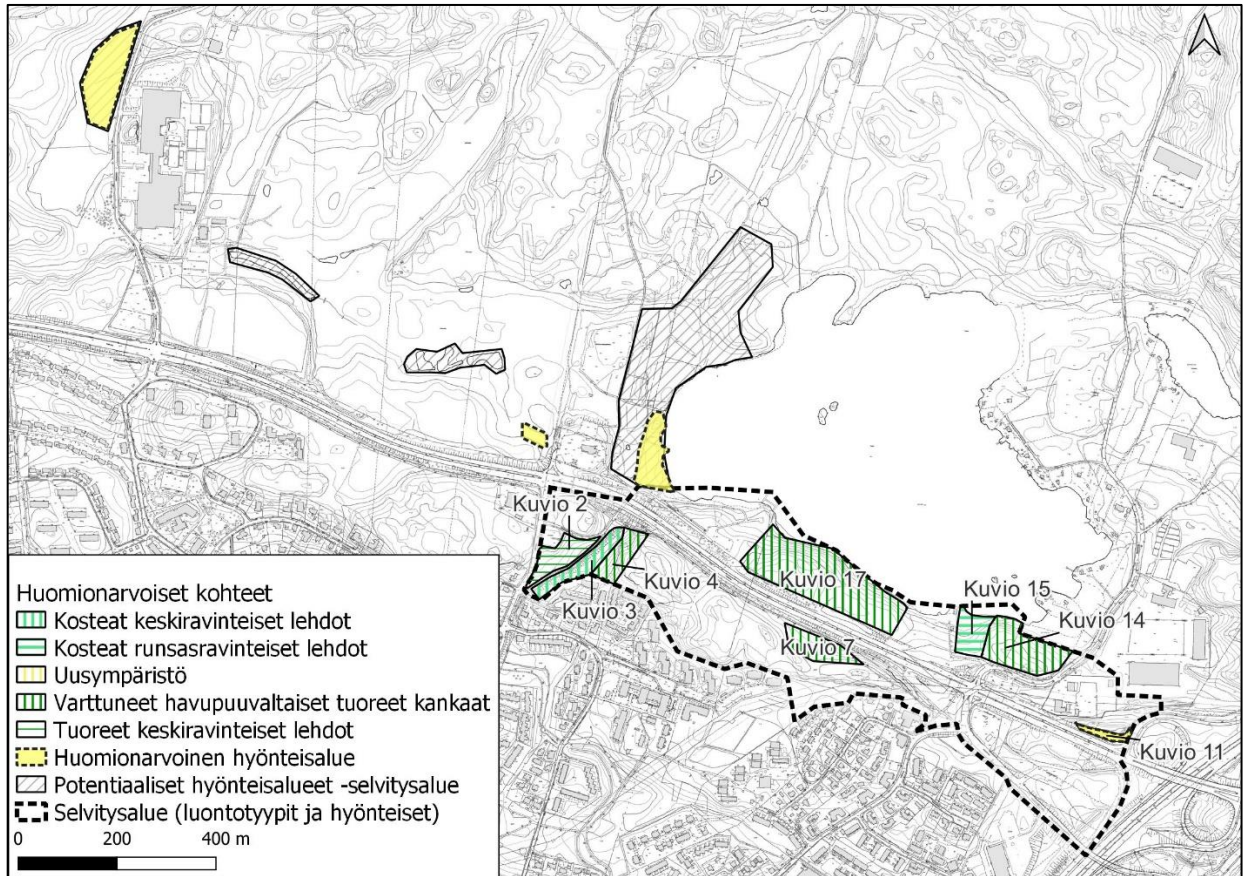 Kuvio 2
Kuvio 4
Kuvio 3
Kuvio 17
Kuvio 7
Kuvio 15
Kuvio 14
Kuvio 11
Huomionarvoiset kohteet
Kosteat keskiravinteiset lehdot
Kosteat runsasravinteiset lehdot
Uusympäristö
Varttuneet havupuuvaltaiset tuoreet kankaat
Tuoreet keskiravinteiset lehdot
Huomionarvoinen hyönteisalue
Potentiaaliset hyönteisalueet -selvitysalue
Selvitysalue (luontotyypit ja hyönteiset)
0 200 400 m